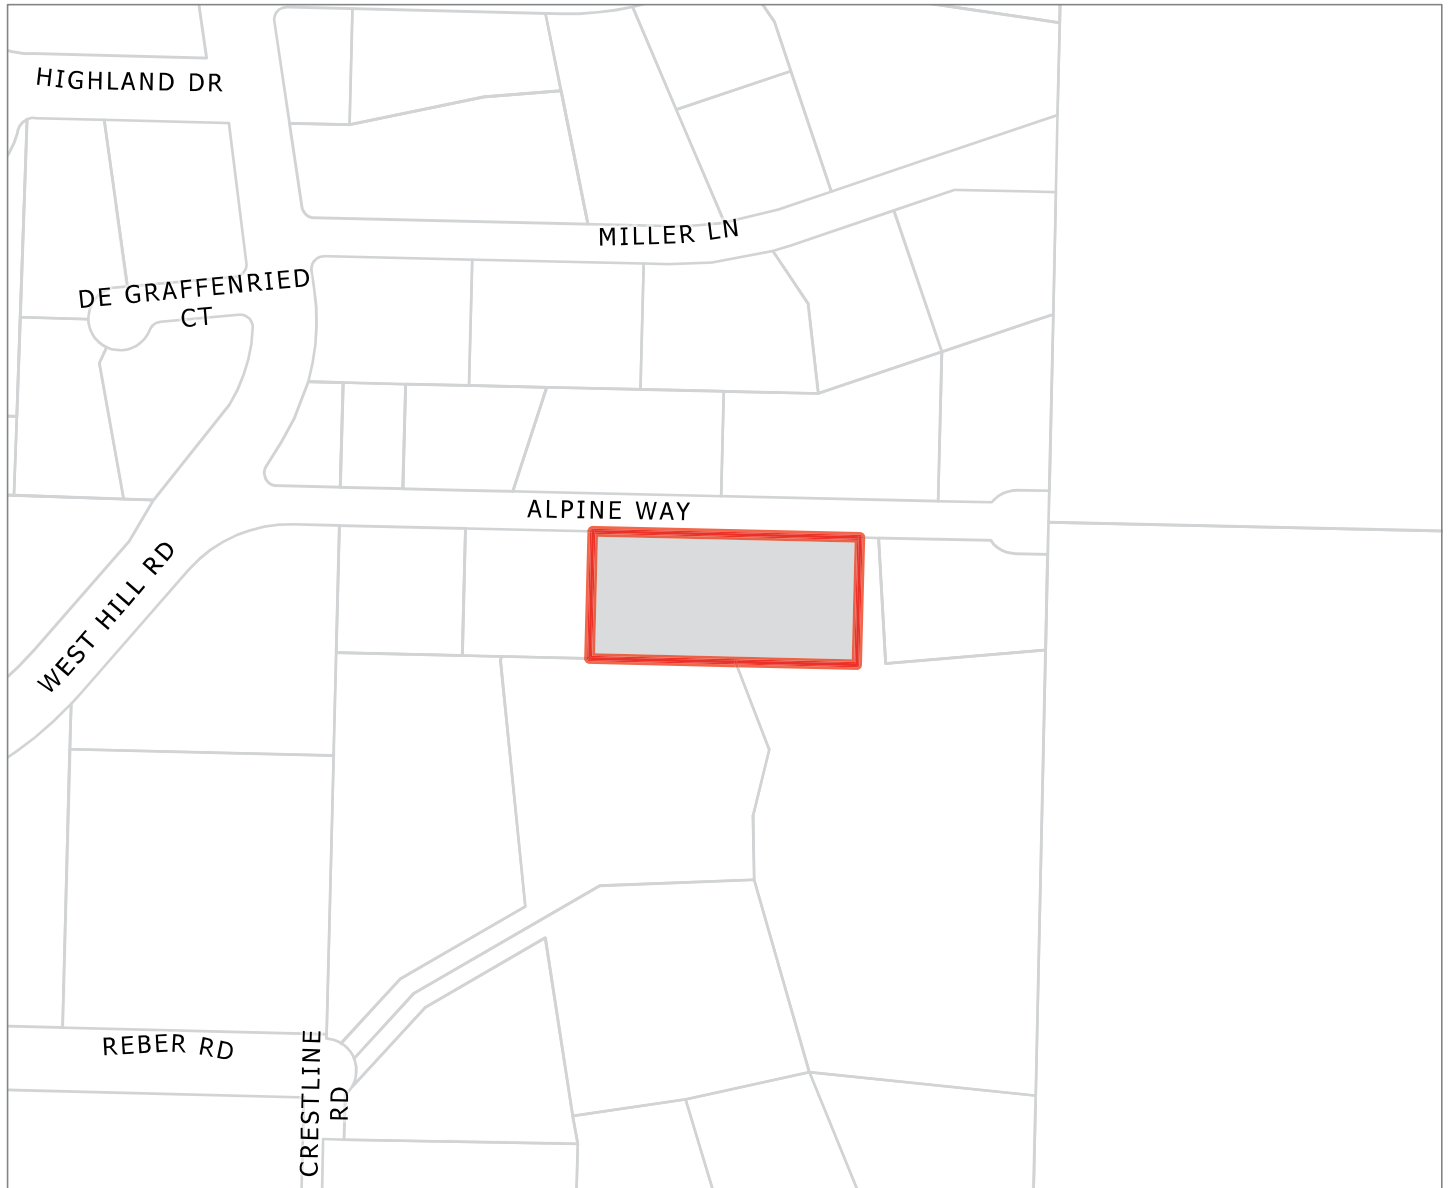 HIGHLAND DR
MILLER LN
DE GRAFFENRIED
CT
ALPINE WAY
WEST HILL RD
REBER RD
CRESTLINE
RD